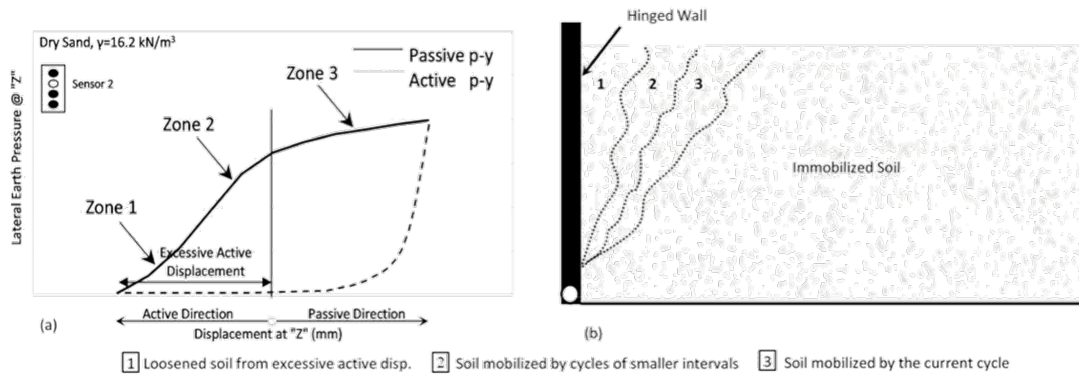 Dry Sand, γ=16.2 kN/m³
Sensor 2
Passive p-y
Active p-y
Zone 3
Zone 2
Zone 1
Excessive Active
Displacement
Lateral Earth Pressure @ "Z"
(a)
Active Direction
Passive Direction
Displacement at "Z" (mm)
Hinged Wall
1
2
3
Immobilized Soil
(b)
1 Loosened soil from excessive active disp.
2 Soil mobilized by cycles of smaller intervals
3 Soil mobilized by the current cycle